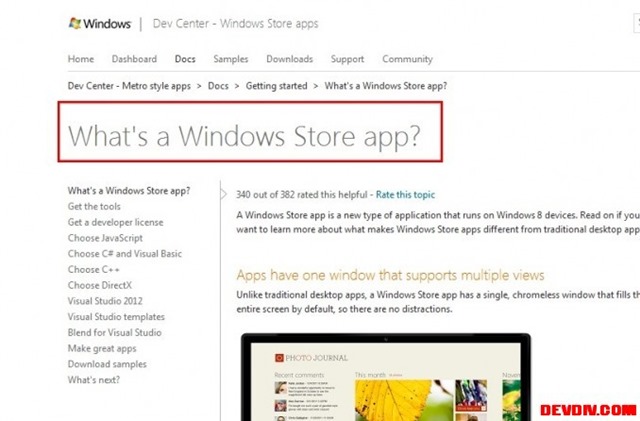 Windows | Dev Center - Windows Store apps
Home Dashboard Docs Samples Downloads Support Community
Dev Center - Metro style apps > Docs > Getting started > What's a Windows Store app?
What's a Windows Store app?
What's a Windows Store app?
Get the tools
Get a developer license
Choose JavaScript
Choose C# and Visual Basic
Choose C++
Choose DirectX
Visual Studio 2012
Visual Studio templates
Blend for Visual Studio
Make great apps
Download samples
What's next?
340 out of 382 rated this helpful - Rate this topic
A Windows Store app is a new type of application that runs on Windows 8 devices. Read on if you
want to learn more about what makes Windows Store apps different from traditional desktop app
Apps have one window that supports multiple views
Unlike traditional desktop apps, a Windows Store app has a single, chromeless window that fills th
entire screen by default, so there are no distractions.
PHOTO JOURNAL
Recent comments This month
DEVDN.COM